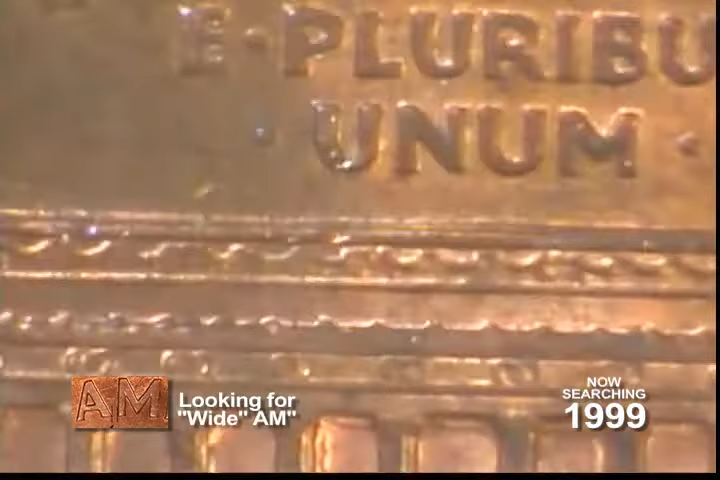 E · PLURIBU
· UNUM ·
AM
Looking for
"Wide" AM"
NOW
SEARCHING
1999